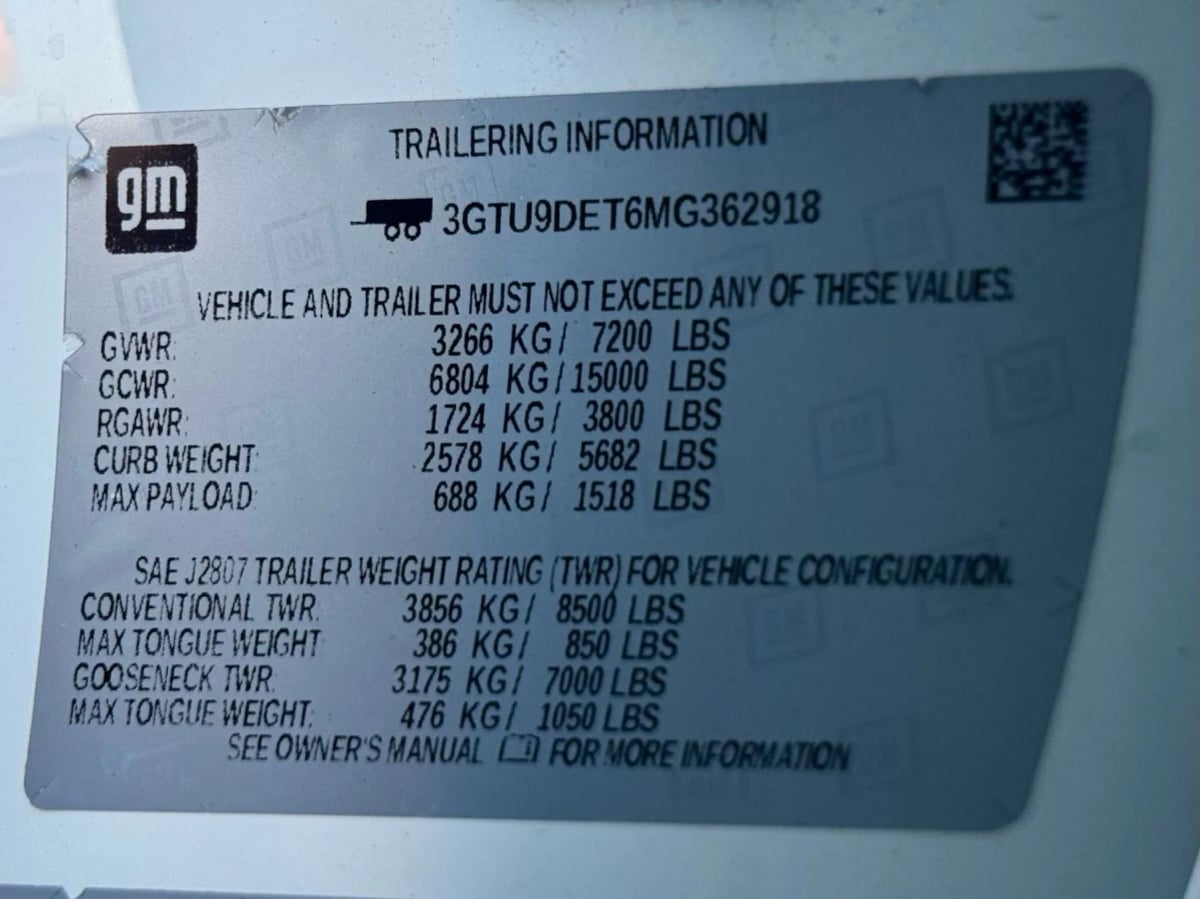 gm
TRAILERING INFORMATION
3GTU9DET6MG362918
VEHICLE AND TRAILER MUST NOT EXCEED ANY OF THESE VALUES.
GVWR: 3266 KG/ 7200 LBS
GCWR: 6804 KG/15000 LBS
RGAWR: 1724 KG/ 3800 LBS
CURB WEIGHT: 2578 KG/ 5682 LBS
MAX PAYLOAD: 688 KG/ 1518 LBS
SAE J2807 TRAILER WEIGHT RATING (TWR) FOR VEHICLE CONFIGURATION.
CONVENTIONAL TWR: 3856 KG/ 8500 LBS
MAX TONGUE WEIGHT: 386 KG/ 850 LBS
GOOSENECK TWR: 3175 KG/ 7000 LBS
MAX TONGUE WEIGHT: 476 KG/ 1050 LBS
SEE OWNER'S MANUAL FOR MORE INFORMATION